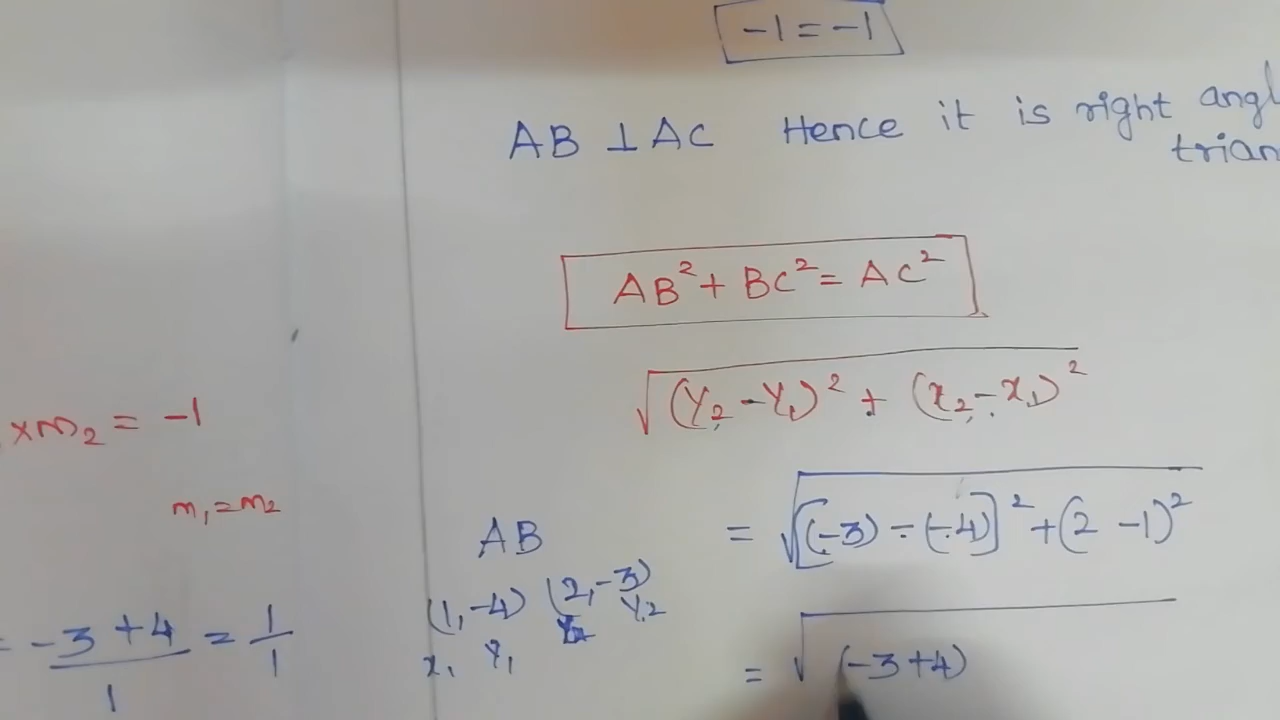 -1 = -1
AB ⊥ AC Hence it is right angl
trian
AB² + BC² = AC²
√(Y₂ - Y₁)² + (x₂ - x₁)²
× m₂ = -1
m₁ = m₂
AB = √[(-3) - (-4)]² + (2 - 1)²
(1, -4) (2, -3)
x₁ Y₁ Y₂
= -3 + 4 / 1 = 1/1
= √(-3 + 4)